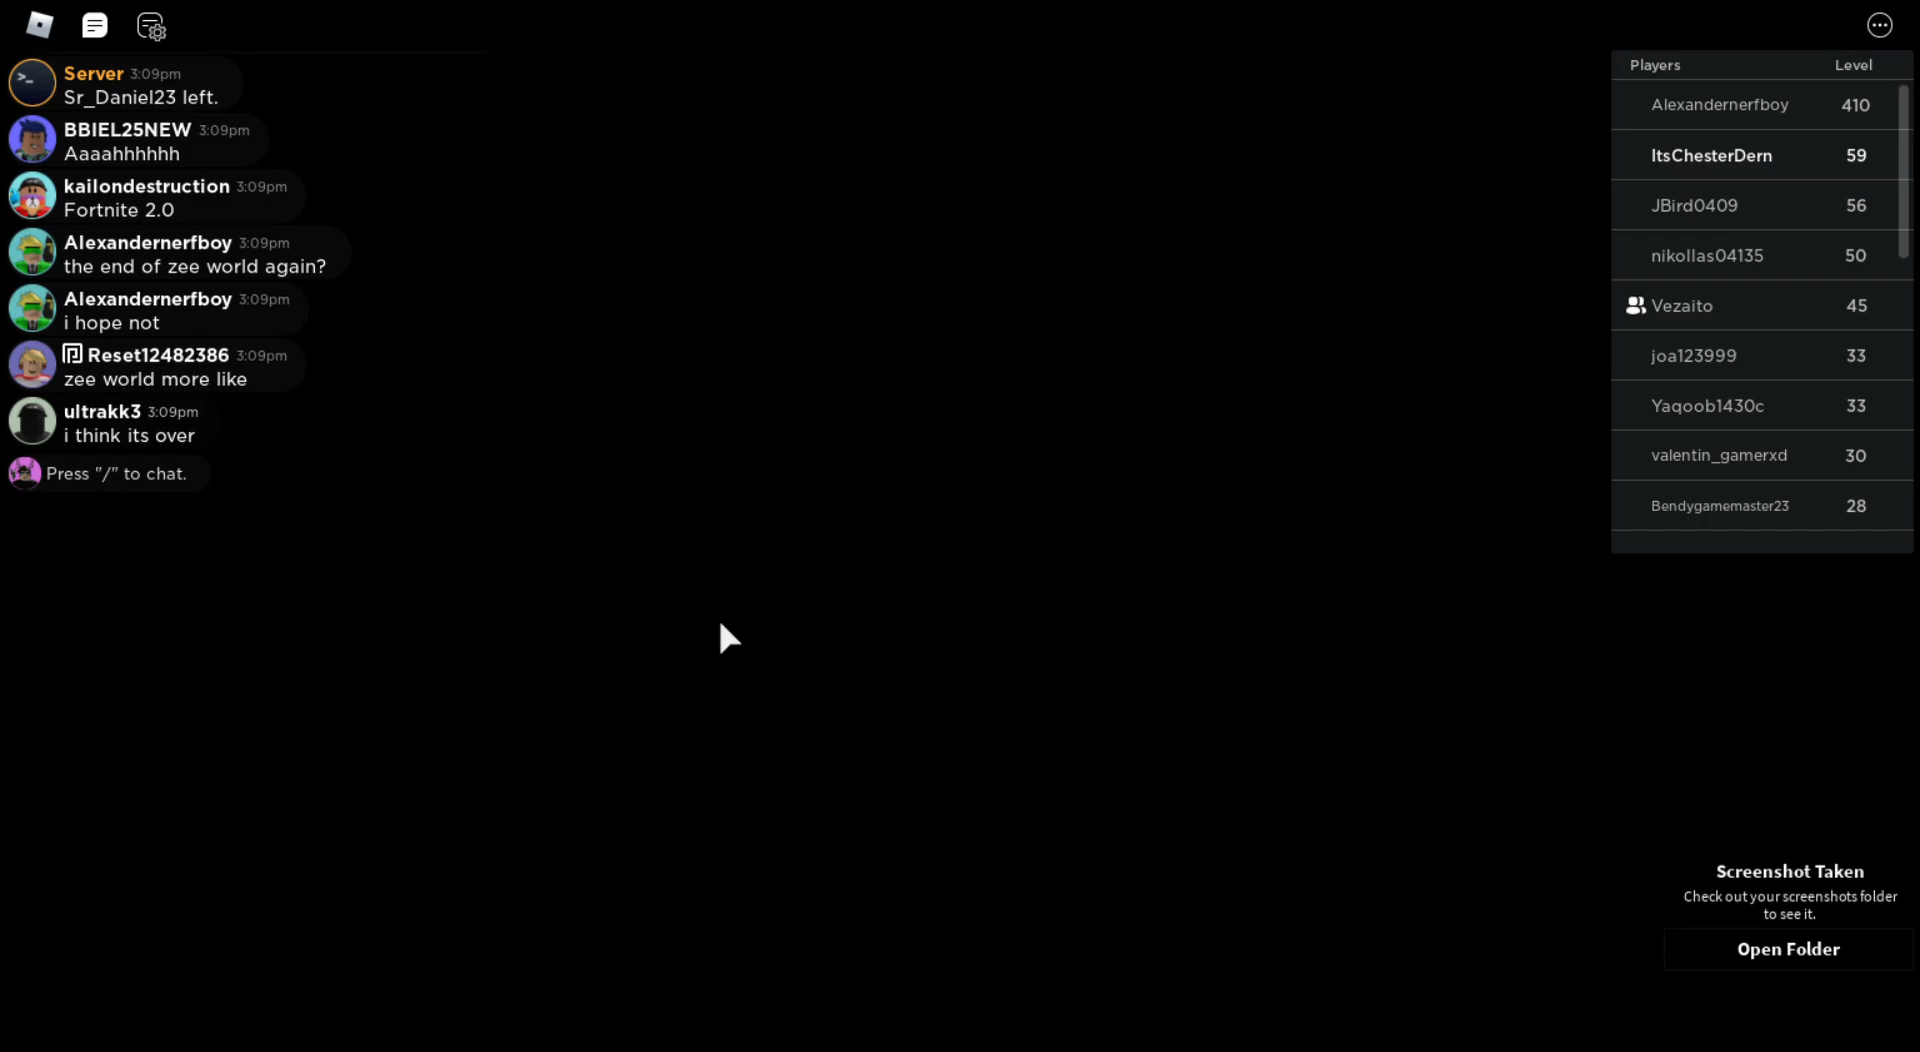 Server 3:09pm
Sr_Daniel23 left.
BBIEL25NEW 3:09pm
Aaaahhhhhh
kailondestruction 3:09pm
Fortnite 2.0
Alexandernerfboy 3:09pm
the end of zee world again?
Alexandernerfboy 3:09pm
i hope not
Reset12482386 3:09pm
zee world more like
ultrakk3 3:09pm
i think its over
Press "/" to chat.
Players Level
Alexandernerfboy 410
ItsChesterDern 59
JBird0409 56
nikollas04135 50
Vezaito 45
joa123999 33
Yaqoob1430c 33
valentin_gamerxd 30
Bendygamemaster23 28
Screenshot Taken
Check out your screenshots folder
to see it.
Open Folder